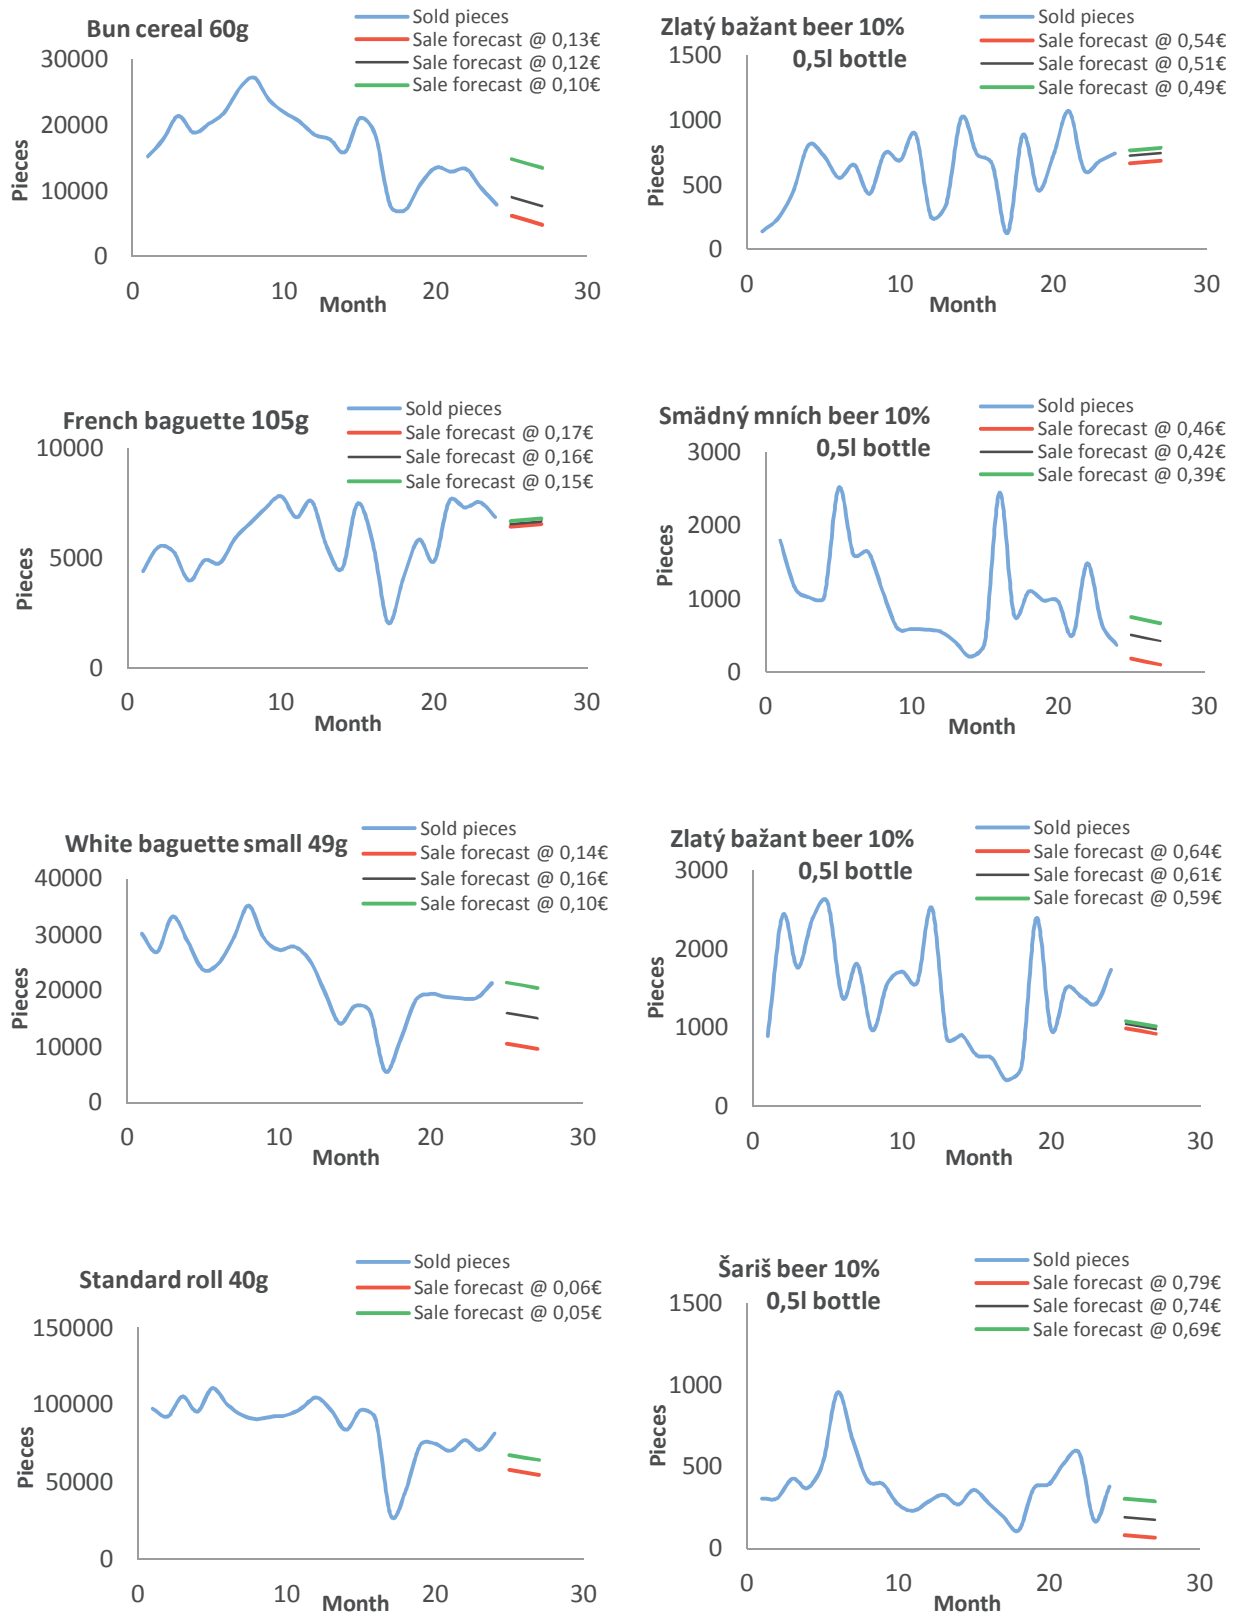 Bun cereal 60g
Sold pieces
Sale forecast @ 0,13€
Sale forecast @ 0,12€
Sale forecast @ 0,10€
30000
20000
10000
0
Pieces
0 10 20 30
Month
Zlatý bažant beer 10%
0,5l bottle
Sold pieces
Sale forecast @ 0,54€
Sale forecast @ 0,51€
Sale forecast @ 0,49€
1500
1000
500
0
Pieces
0 10 20 30
Month
French baguette 105g
Sold pieces
Sale forecast @ 0,17€
Sale forecast @ 0,16€
Sale forecast @ 0,15€
10000
5000
0
Pieces
0 10 20 30
Month
Smädný mních beer 10%
0,5l bottle
Sold pieces
Sale forecast @ 0,46€
Sale forecast @ 0,42€
Sale forecast @ 0,39€
3000
2000
1000
0
Pieces
0 10 20 30
Month
White baguette small 49g
Sold pieces
Sale forecast @ 0,14€
Sale forecast @ 0,16€
Sale forecast @ 0,10€
40000
30000
20000
10000
0
Pieces
0 10 20 30
Month
Zlatý bažant beer 10%
0,5l bottle
Sold pieces
Sale forecast @ 0,64€
Sale forecast @ 0,61€
Sale forecast @ 0,59€
3000
2000
1000
0
Pieces
0 10 20 30
Month
Standard roll 40g
Sold pieces
Sale forecast @ 0,06€
Sale forecast @ 0,05€
150000
100000
50000
0
Pieces
0 10 20 30
Month
Šariš beer 10%
0,5l bottle
Sold pieces
Sale forecast @ 0,79€
Sale forecast @ 0,74€
Sale forecast @ 0,69€
1500
1000
500
0
Pieces
0 10 20 30
Month